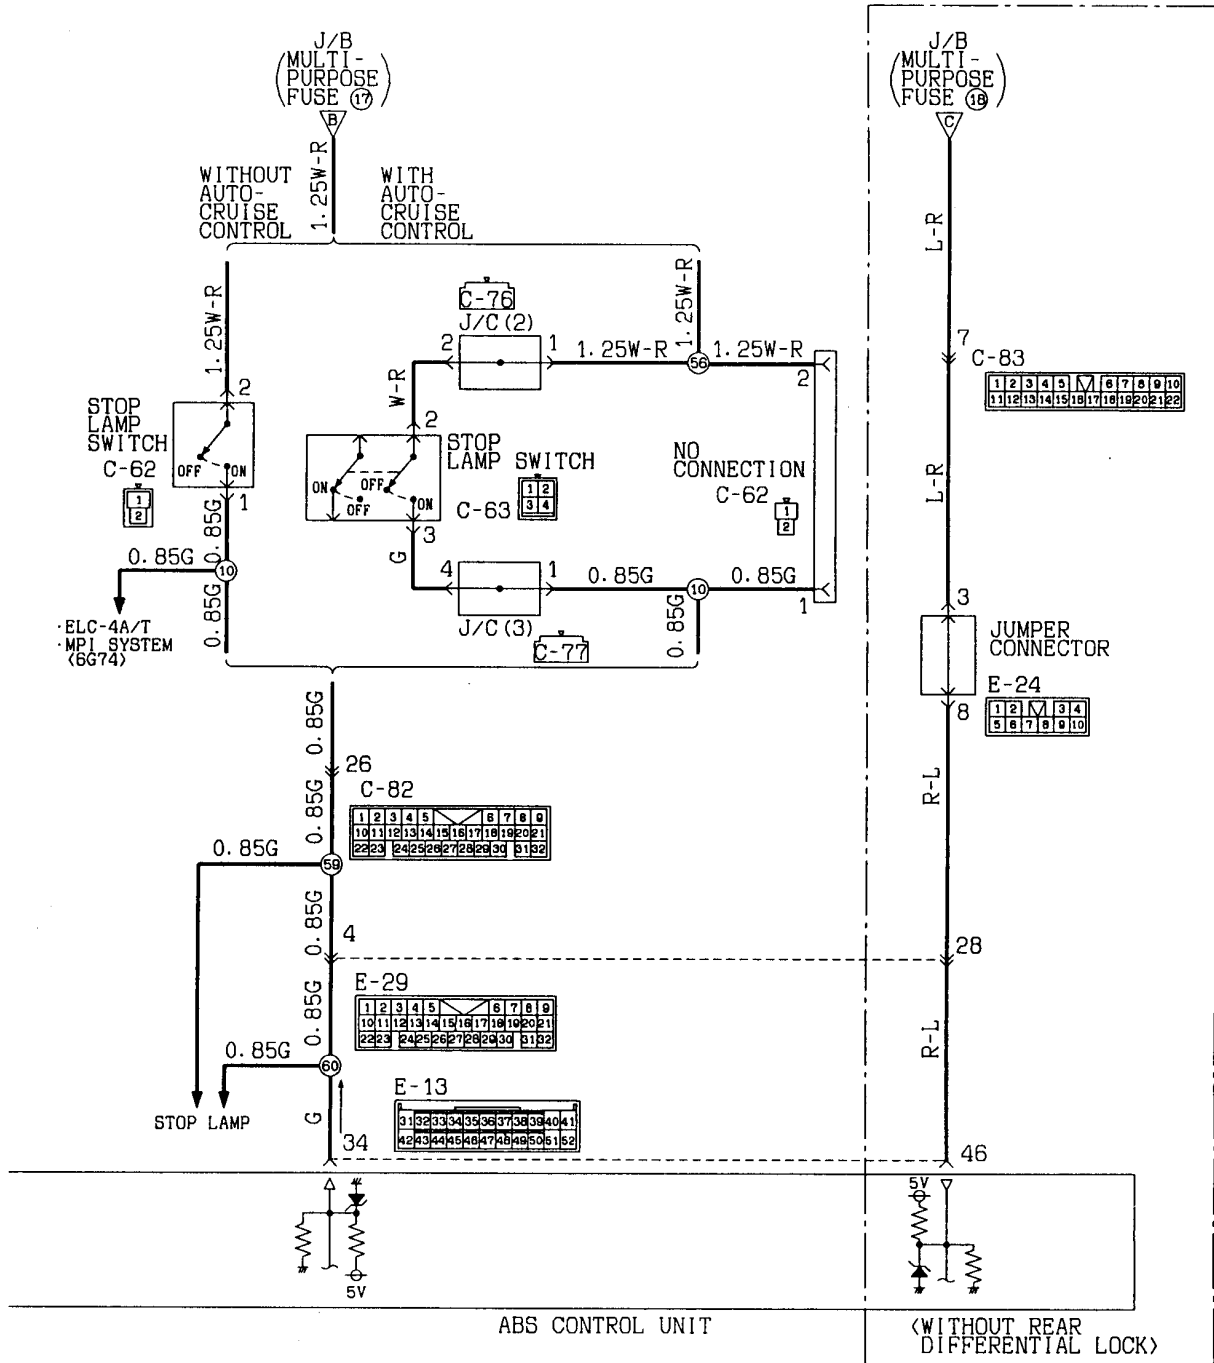 J/B
(MULTI-
PURPOSE
FUSE 17)
B
1.25W-R
WITHOUT
AUTO-
CRUISE
CONTROL
WITH
AUTO-
CRUISE
CONTROL
1.25W-R
1.25W-R
C-76
J/C(2)
2
1
1.25W-R
56
1.25W-R
2
W-R
2
2
STOP
LAMP
SWITCH
C-62
1
2
OFF
ON
1
ON
OFF
OFF
ON
STOP
LAMP SWITCH
C-63
1 2
3 4
3
NO
CONNECTION
C-62
1
2
0.85G
G
0.85G
10
0.85G
·ELC-4A/T
·MPI SYSTEM
<6G74>
4
1
0.85G
10
0.85G
1
J/C(3)
C-77
0.85G
0.85G
26
C-82
1 2 3 4 5 6 7 8 9
10 11 12 13 14 15 16 17 18 19 20 21
22 23 24 25 26 27 28 29 30 31 32
0.85G
0.85G
59
0.85G
4
E-29
1 2 3 4 5 6 7 8 9
10 11 12 13 14 15 16 17 18 19 20 21
22 23 24 25 26 27 28 29 30 31 32
0.85G
0.85G
60
STOP LAMP
G
34
E-13
31 32 33 34 35 36 37 38 39 40 41
42 43 44 45 46 47 48 49 50 51 52
5V
ABS CONTROL UNIT
J/B
(MULTI-
PURPOSE
FUSE 18)
C
L-R
7
C-83
1 2 3 4 5 6 7 8 9 10
11 12 13 14 15 16 17 18 19 20 21 22
L-R
3
JUMPER
CONNECTOR
E-24
1 2 3 4
5 6 7 8 9 10
8
R-L
28
R-L
46
5V
<WITHOUT REAR
DIFFERENTIAL LOCK>